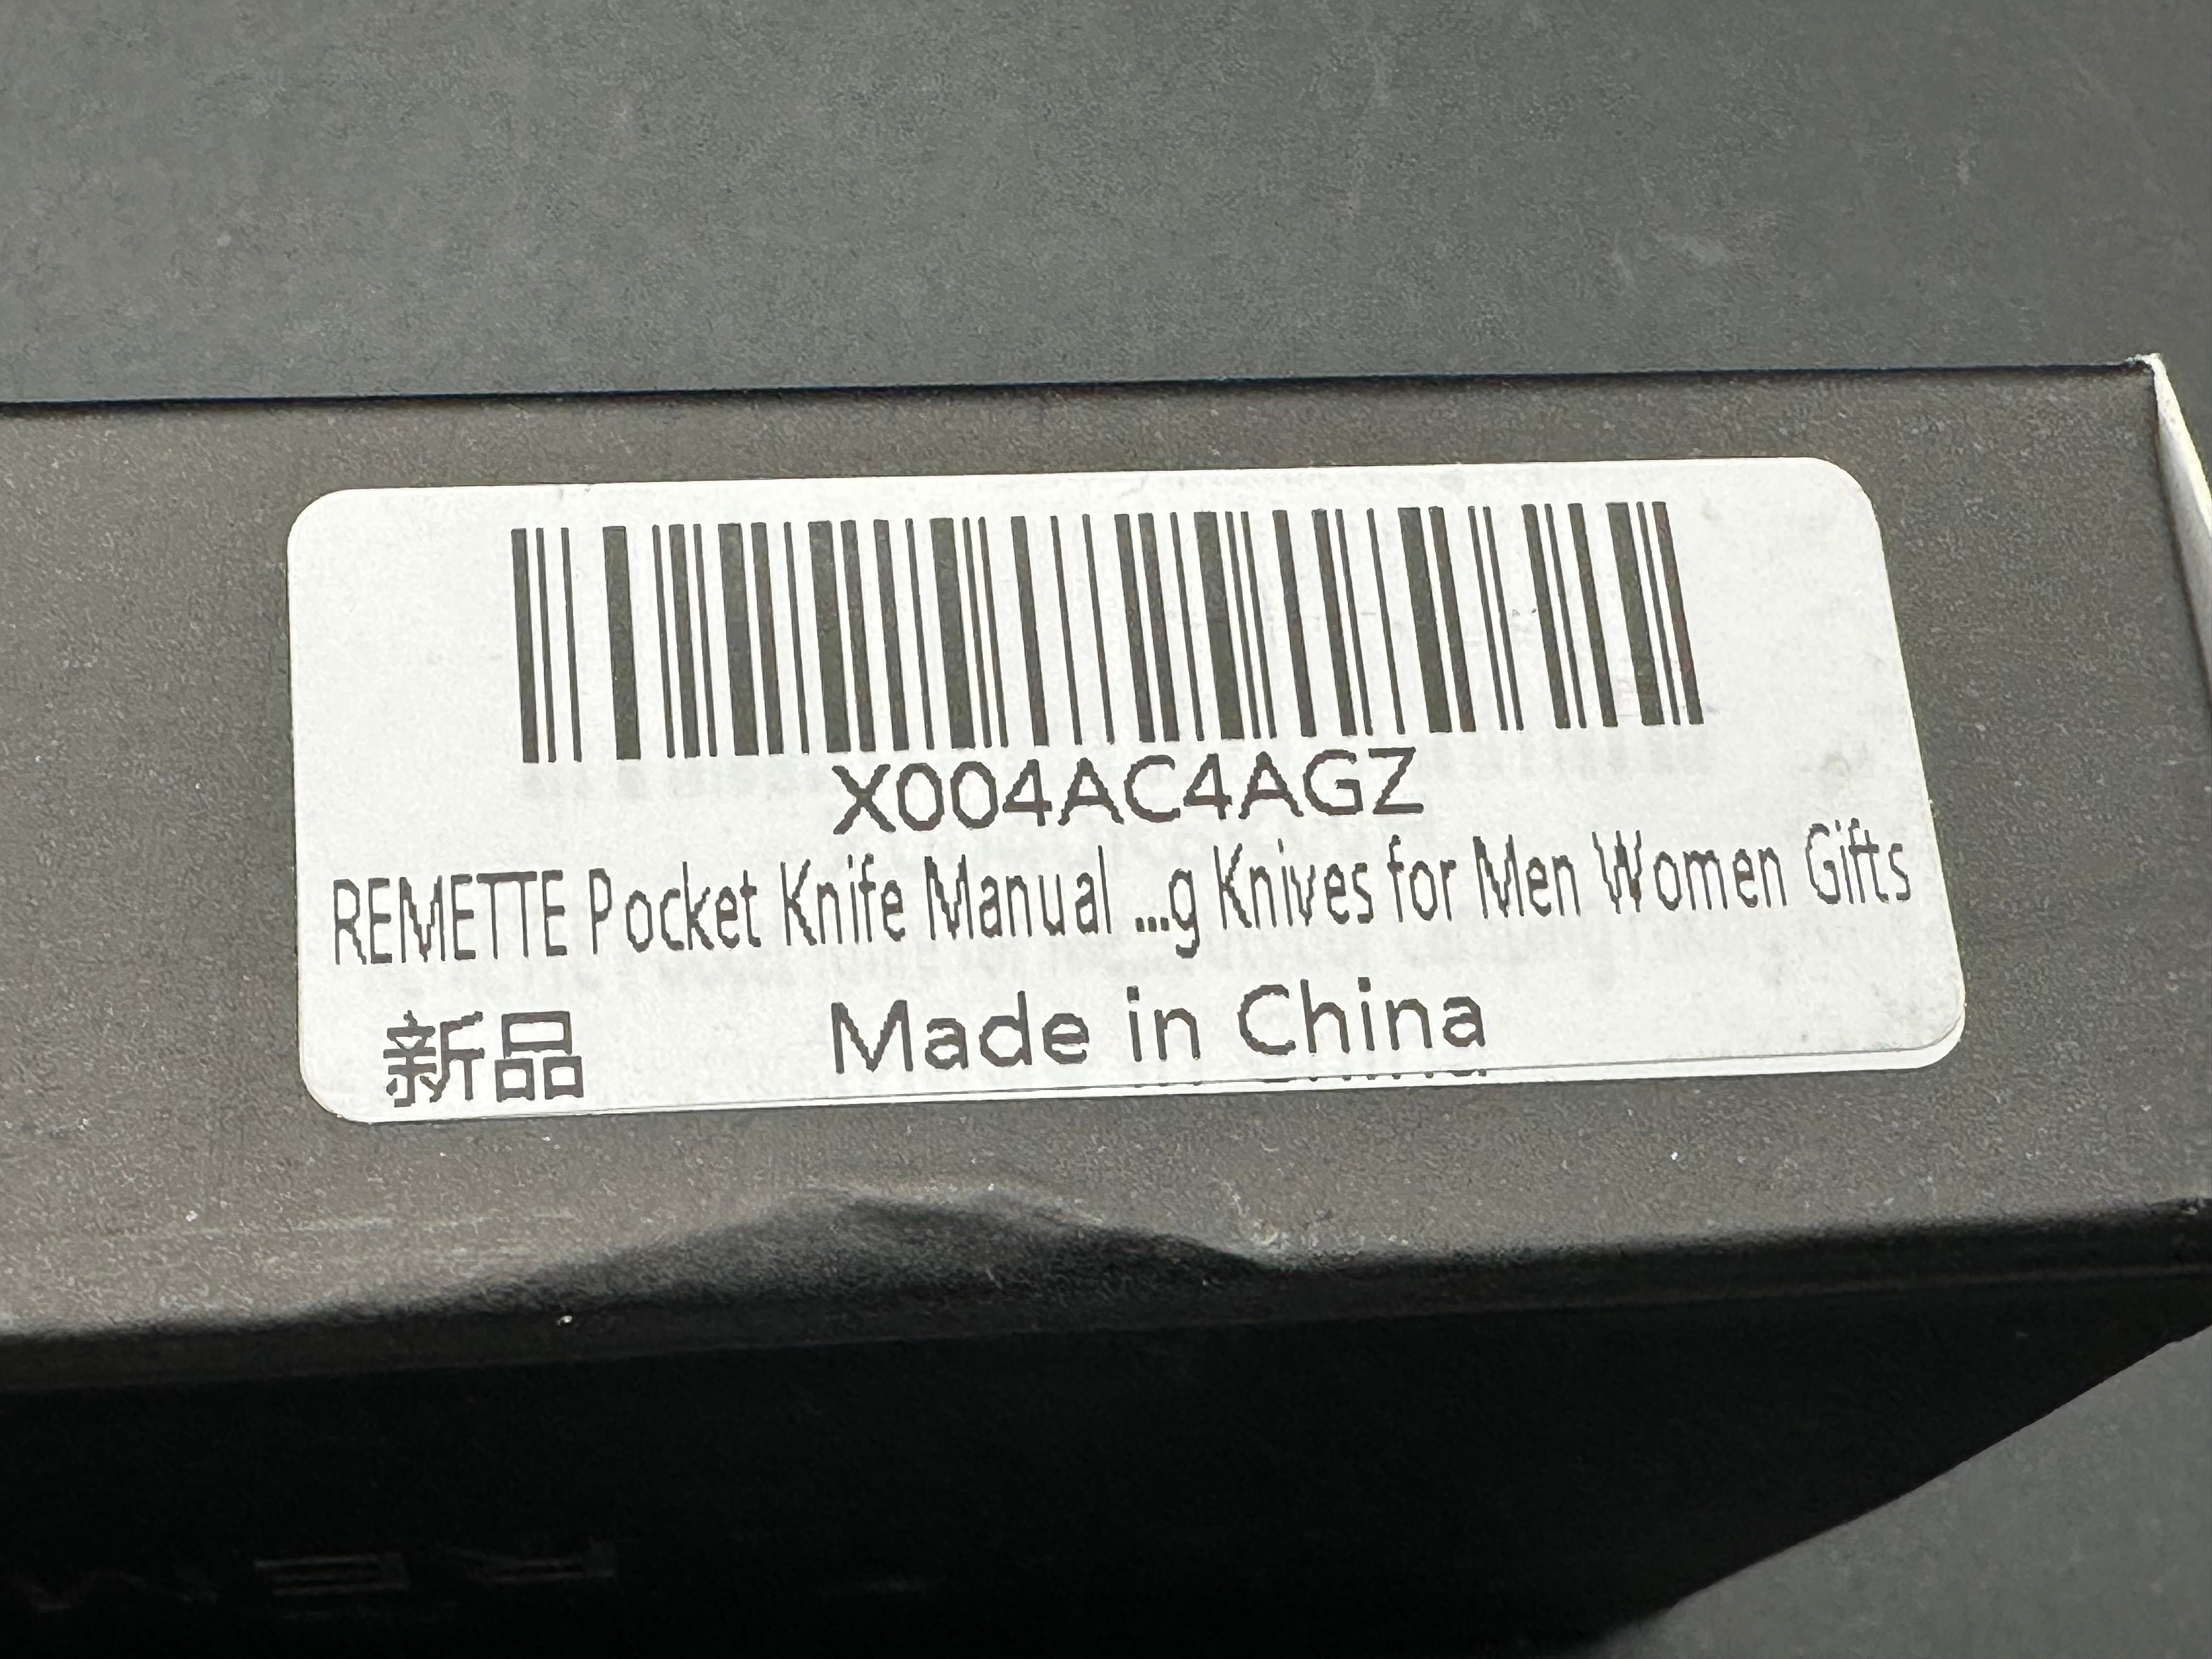 X004AC4AGZ
REMETTE Pocket Knife Manual ...g Knives for Men Women Gifts
新品 Made in China